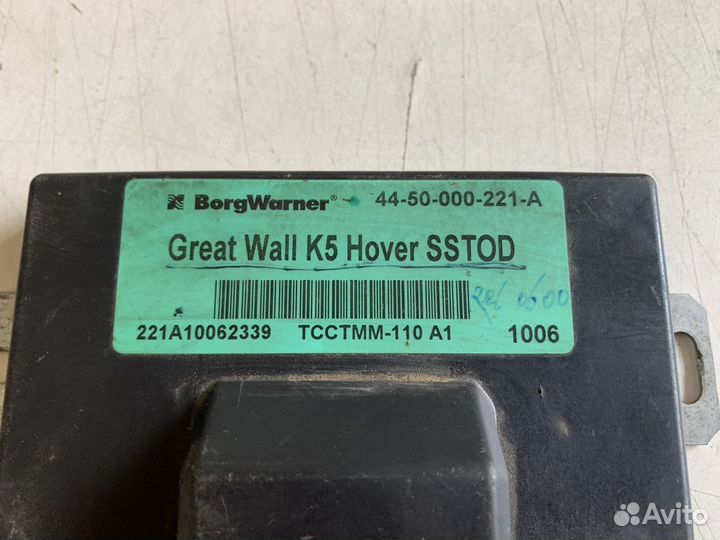 BorgWarner® 44-50-000-221-A
Great Wall K5 Hover SSTOD
221A10062339 TCCTMM-110 A1 1006
Avito